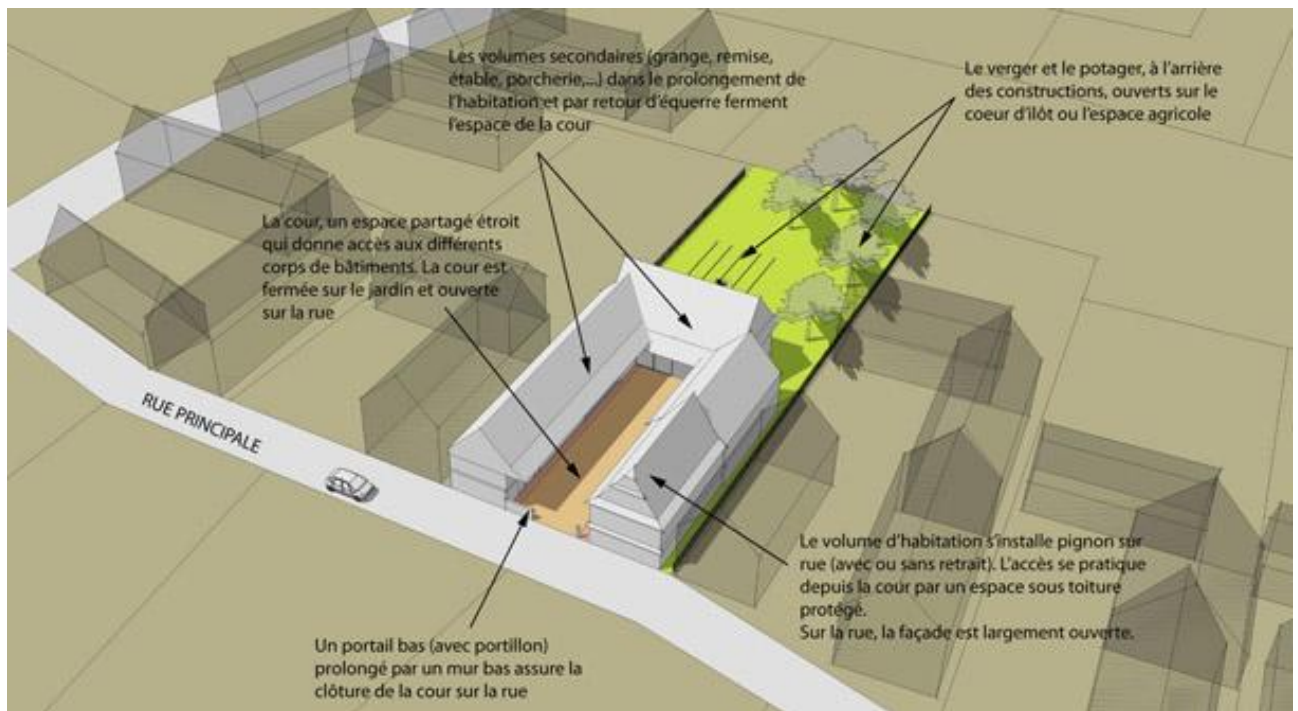 Les volumes secondaires (grange, remise,
étable, porcherie,...) dans le prolongement de
l'habitation et par retour d'équerre ferment
l'espace de la cour
Le verger et le potager, à l'arrière
des constructions, ouverts sur le
coeur d'ilôt ou l'espace agricole
La cour, un espace partagé étroit
qui donne accès aux différents
corps de bâtiments. La cour est
fermée sur le jardin et ouverte
sur la rue
RUE PRINCIPALE
Le volume d'habitation s'installe pignon sur
rue (avec ou sans retrait). L'accès se pratique
depuis la cour par un espace sous toiture
protégé.
Sur la rue, la façade est largement ouverte.
Un portail bas (avec portillon)
prolongé par un mur bas assure la
clôture de la cour sur la rue